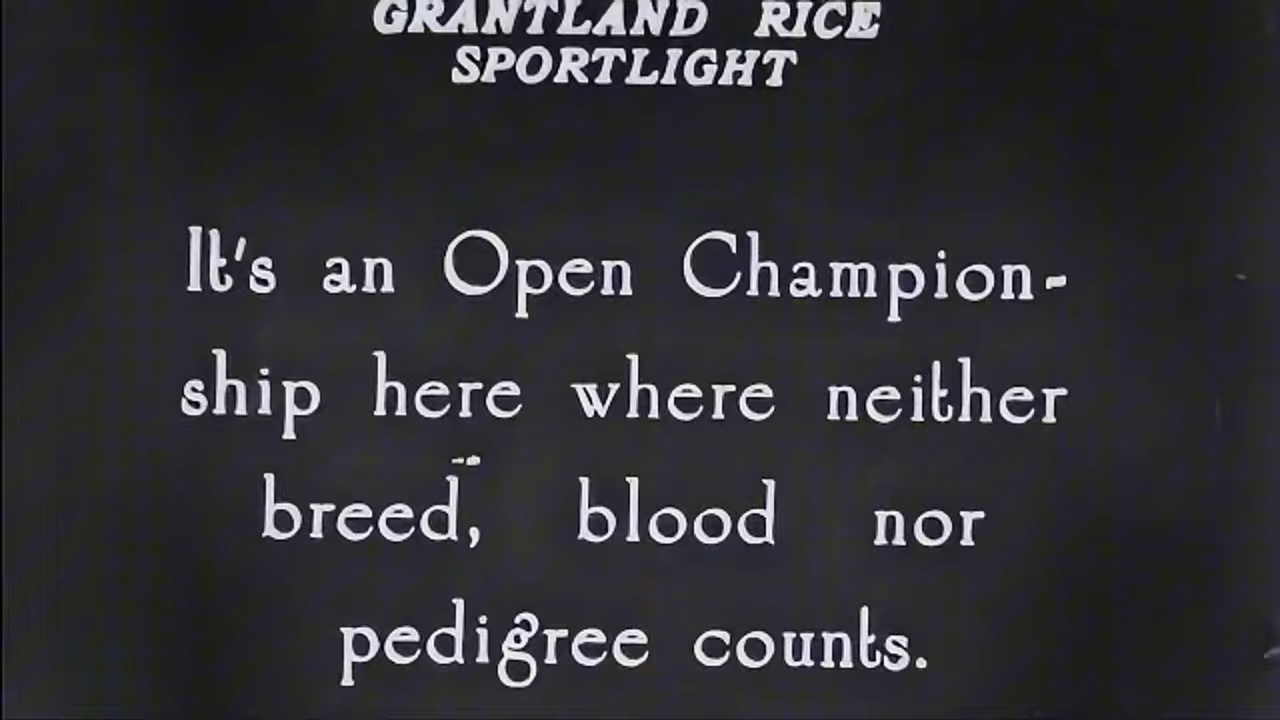 GRANTLAND RICE
SPORTLIGHT
It's an Open Champion-
ship here where neither
breed, blood nor
pedigree counts.